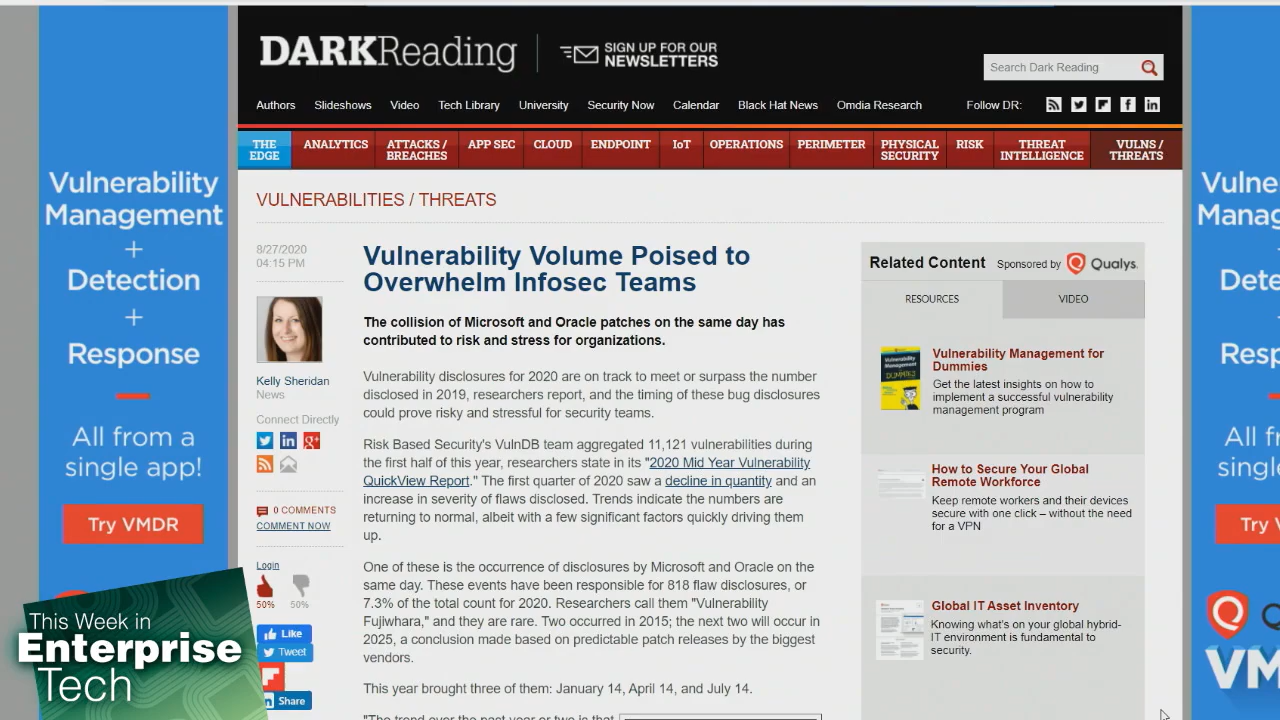 DARKReading
SIGN UP FOR OUR
NEWSLETTERS
Search Dark Reading
Authors Slideshows Video Tech Library University Security Now Calendar Black Hat News Omdia Research Follow DR:
THE EDGE ANALYTICS ATTACKS / BREACHES APP SEC CLOUD ENDPOINT IoT OPERATIONS PERIMETER PHYSICAL SECURITY RISK THREAT INTELLIGENCE VULNS / THREATS
VULNERABILITIES / THREATS
Vulnerability
Management
+
Detection
+
Response
All from a
single app!
Try VMDR
8/27/2020
04:15 PM
Kelly Sheridan
News
Connect Directly
0 COMMENTS
COMMENT NOW
Login
50% 50%
Like
Tweet
Share
Vulnerability Volume Poised to
Overwhelm Infosec Teams
The collision of Microsoft and Oracle patches on the same day has
contributed to risk and stress for organizations.
Vulnerability disclosures for 2020 are on track to meet or surpass the number
disclosed in 2019, researchers report, and the timing of these bug disclosures
could prove risky and stressful for security teams.
Risk Based Security's VulnDB team aggregated 11,121 vulnerabilities during
the first half of this year, researchers state in its "2020 Mid Year Vulnerability
QuickView Report." The first quarter of 2020 saw a decline in quantity and an
increase in severity of flaws disclosed. Trends indicate the numbers are
returning to normal, albeit with a few significant factors quickly driving them
up.
One of these is the occurrence of disclosures by Microsoft and Oracle on the
same day. These events have been responsible for 818 flaw disclosures, or
7.3% of the total count for 2020. Researchers call them "Vulnerability
Fujiwhara," and they are rare. Two occurred in 2015; the next two will occur in
2025, a conclusion made based on predictable patch releases by the biggest
vendors.
This year brought three of them: January 14, April 14, and July 14.
"The trend over the past year or two is that
Related Content Sponsored by Qualys.
RESOURCES VIDEO
Vulnerability Management
DUMMIES
Vulnerability Management for
Dummies
Get the latest insights on how to
implement a successful vulnerability
management program
How to Secure Your Global
Remote Workforce
Keep remote workers and their devices
secure with one click – without the need
for a VPN
Global IT Asset Inventory
Knowing what's on your global hybrid-
IT environment is fundamental to
security.
Vulne
Manag
Dete
+
Resp
All fr
single
Try V
VM
This Week in
Enterprise
Tech